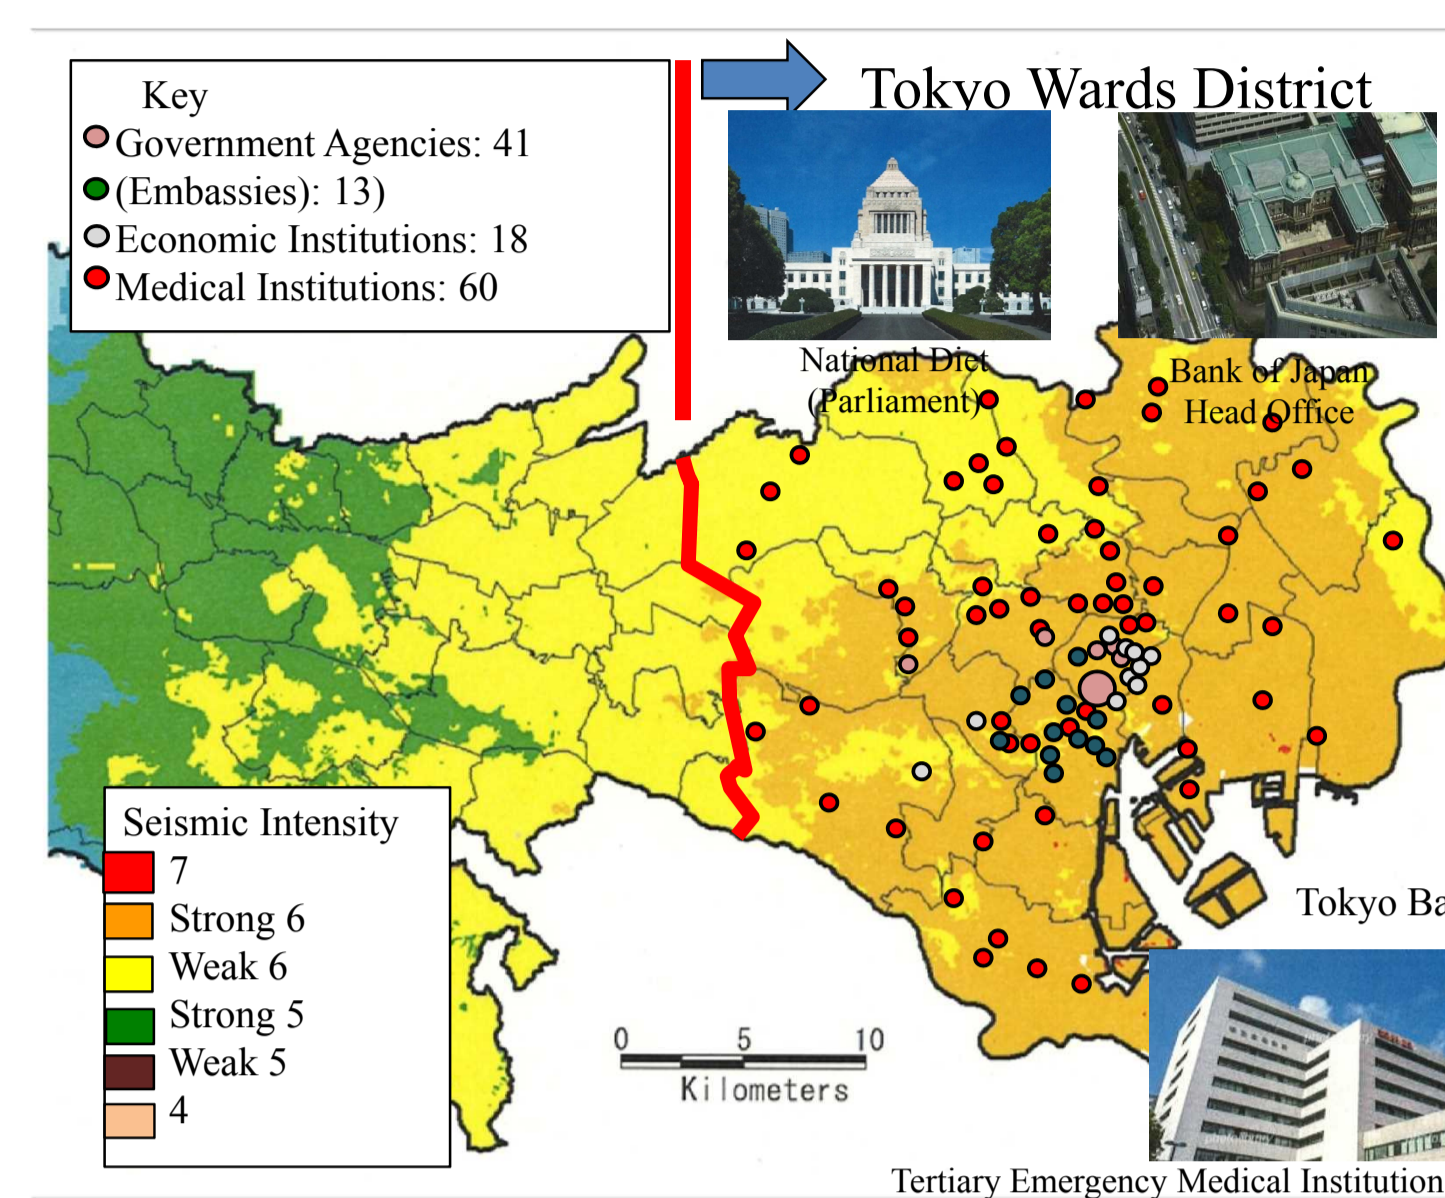 Tokyo Wards District
Key
Government Agencies: 41
(Embassies): 13)
Economic Institutions: 18
Medical Institutions: 60
National Diet
(Parliament)
Bank of Japan
Head Office
Seismic Intensity
7
Strong 6
Weak 6
Strong 5
Weak 5
4
0 5 10
Kilometers
Tokyo Ba
Tertiary Emergency Medical Institution